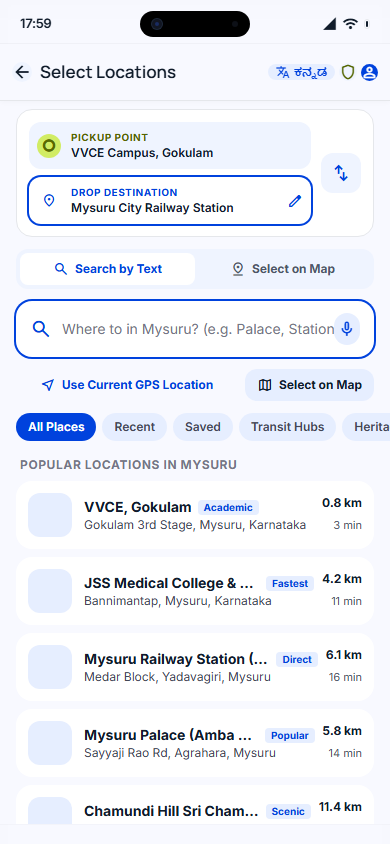 17:59
Select Locations
ಕನ್ನಡ
PICKUP POINT
VVCE Campus, Gokulam
DROP DESTINATION
Mysuru City Railway Station
Search by Text
Select on Map
Where to in Mysuru? (e.g. Palace, Station
Use Current GPS Location
Select on Map
All Places
Recent
Saved
Transit Hubs
Herita
POPULAR LOCATIONS IN MYSURU
VVCE, Gokulam Academic 0.8 km
Gokulam 3rd Stage, Mysuru, Karnataka 3 min
JSS Medical College & ... Fastest 4.2 km
Bannimantap, Mysuru, Karnataka 11 min
Mysuru Railway Station (... Direct 6.1 km
Medar Block, Yadavagiri, Mysuru 16 min
Mysuru Palace (Amba ... Popular 5.8 km
Sayyaji Rao Rd, Agrahara, Mysuru 14 min
Chamundi Hill Sri Cham... Scenic 11.4 km